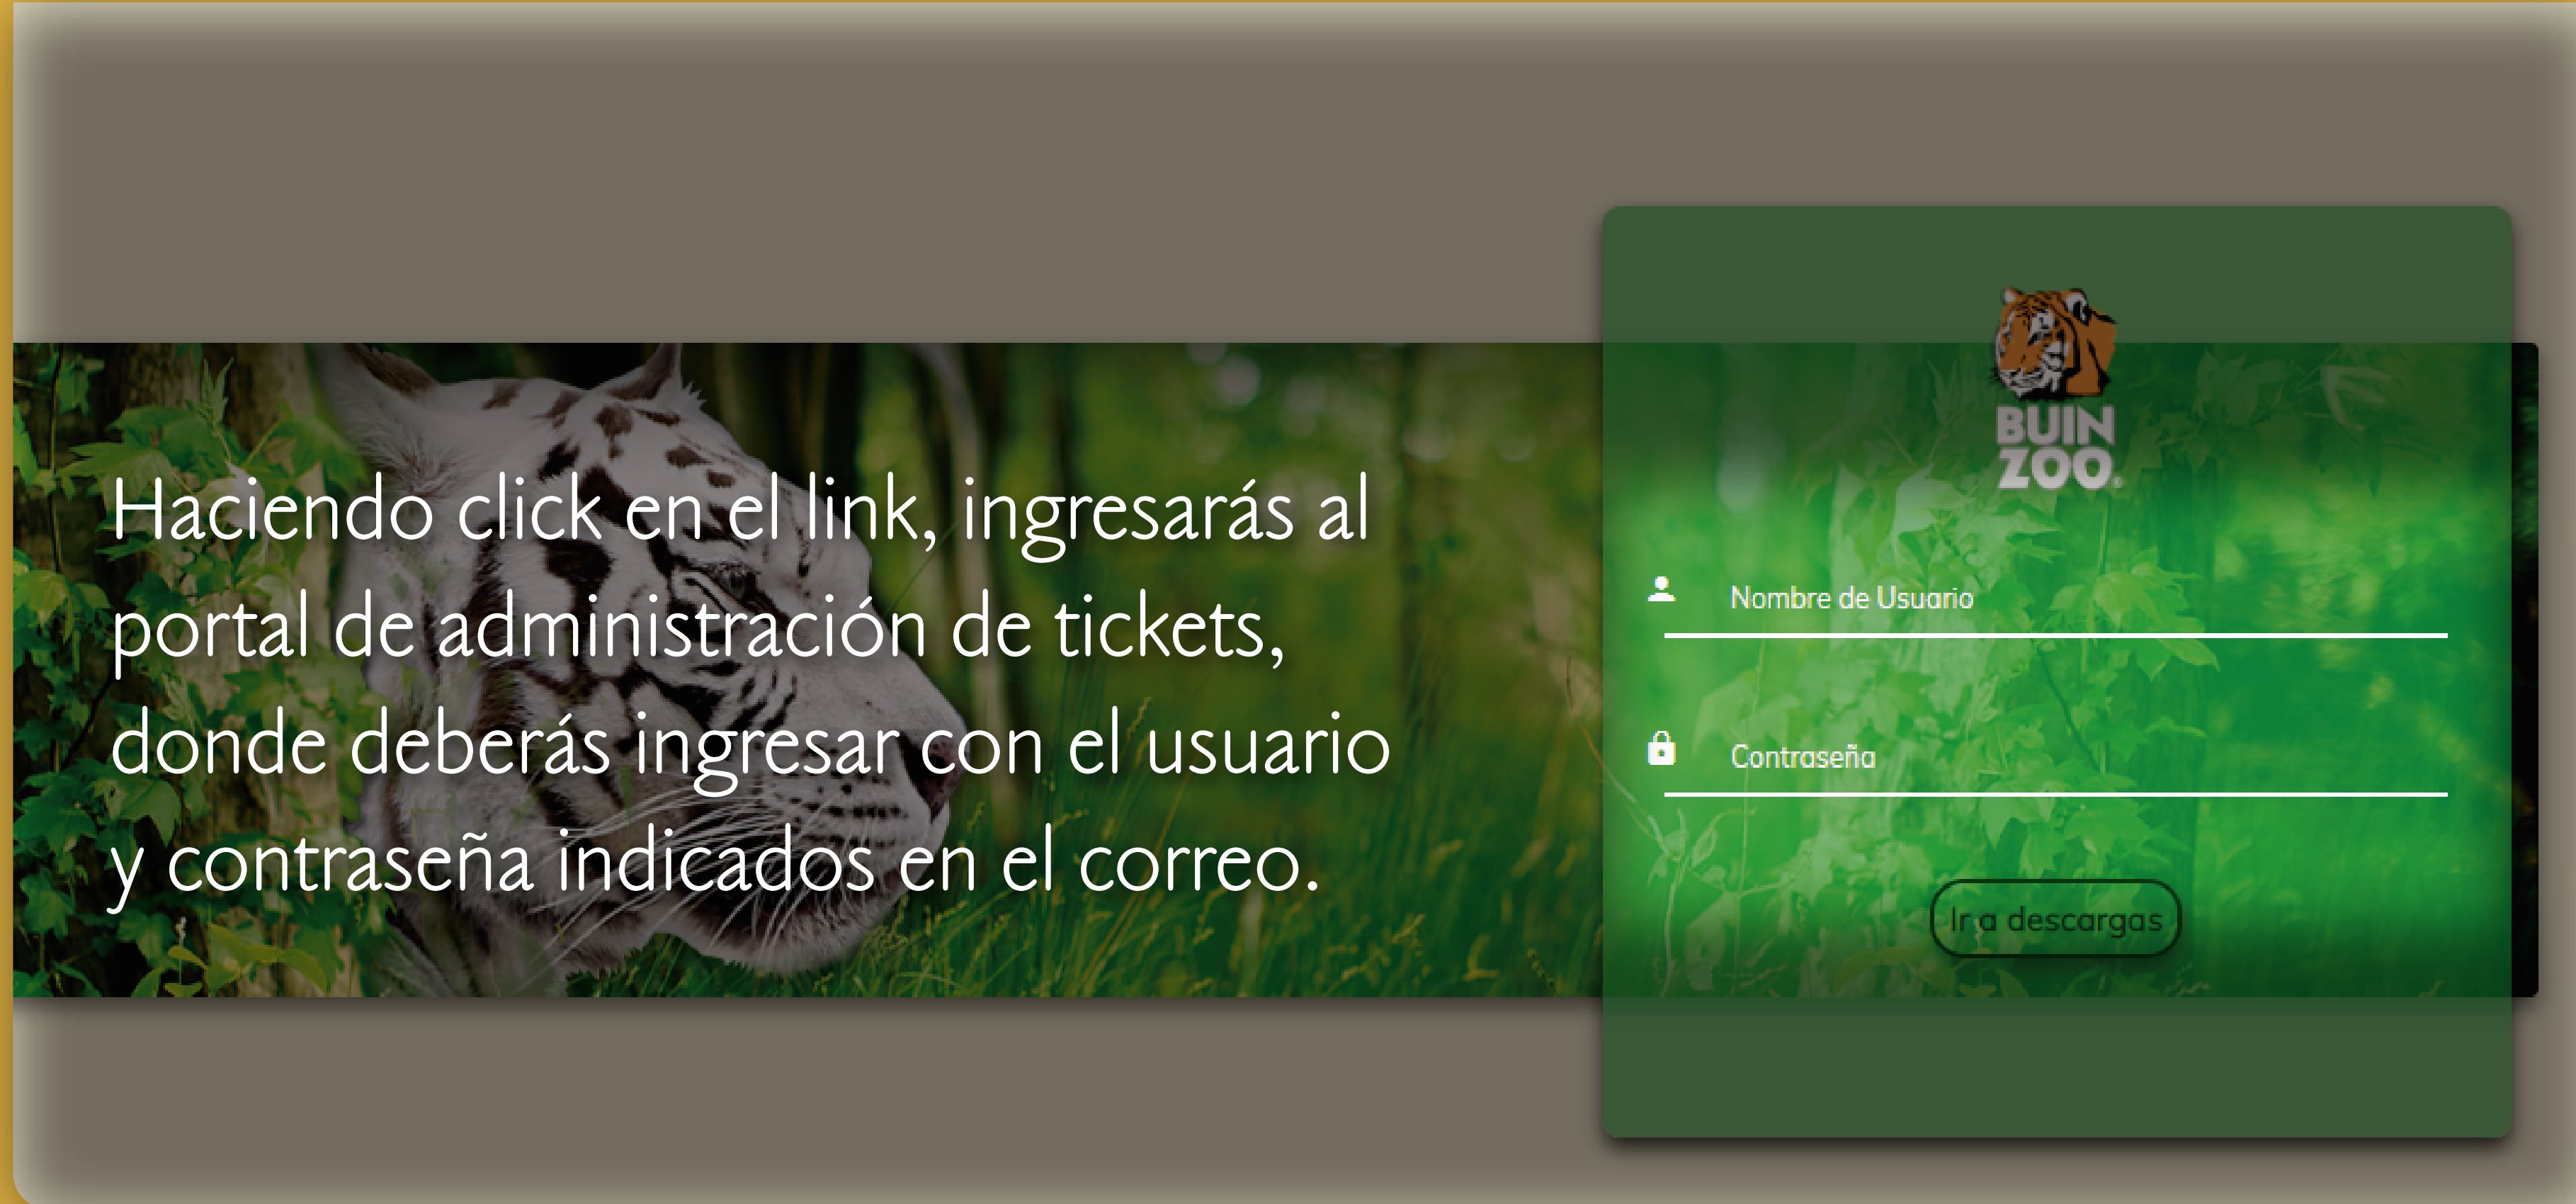 Haciendo click en el link, ingresarás al
portal de administración de tickets,
donde deberás ingresar con el usuario
y contraseña indicados en el correo.
BUIN
ZOO®
Nombre de Usuario
Contraseña
Ir a descargas